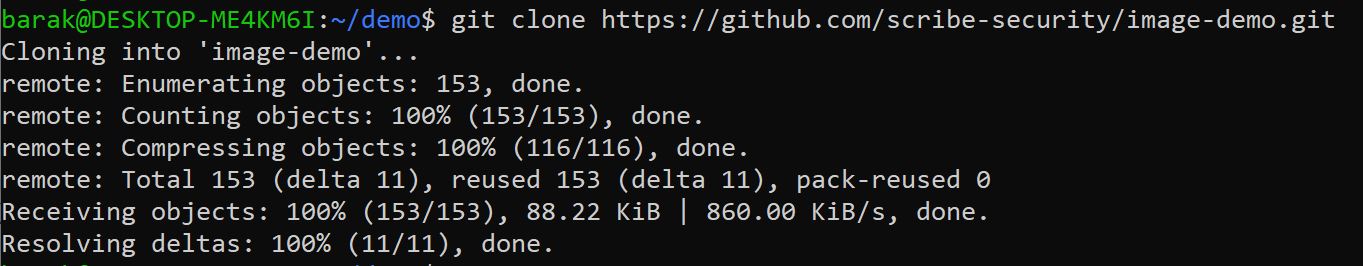 barak@DESKTOP-ME4KM6I:~/demo$ git clone https://github.com/scribe-security/image-demo.git
Cloning into 'image-demo'...
remote: Enumerating objects: 153, done.
remote: Counting objects: 100% (153/153), done.
remote: Compressing objects: 100% (116/116), done.
remote: Total 153 (delta 11), reused 153 (delta 11), pack-reused 0
Receiving objects: 100% (153/153), 88.22 KiB | 860.00 KiB/s, done.
Resolving deltas: 100% (11/11), done.